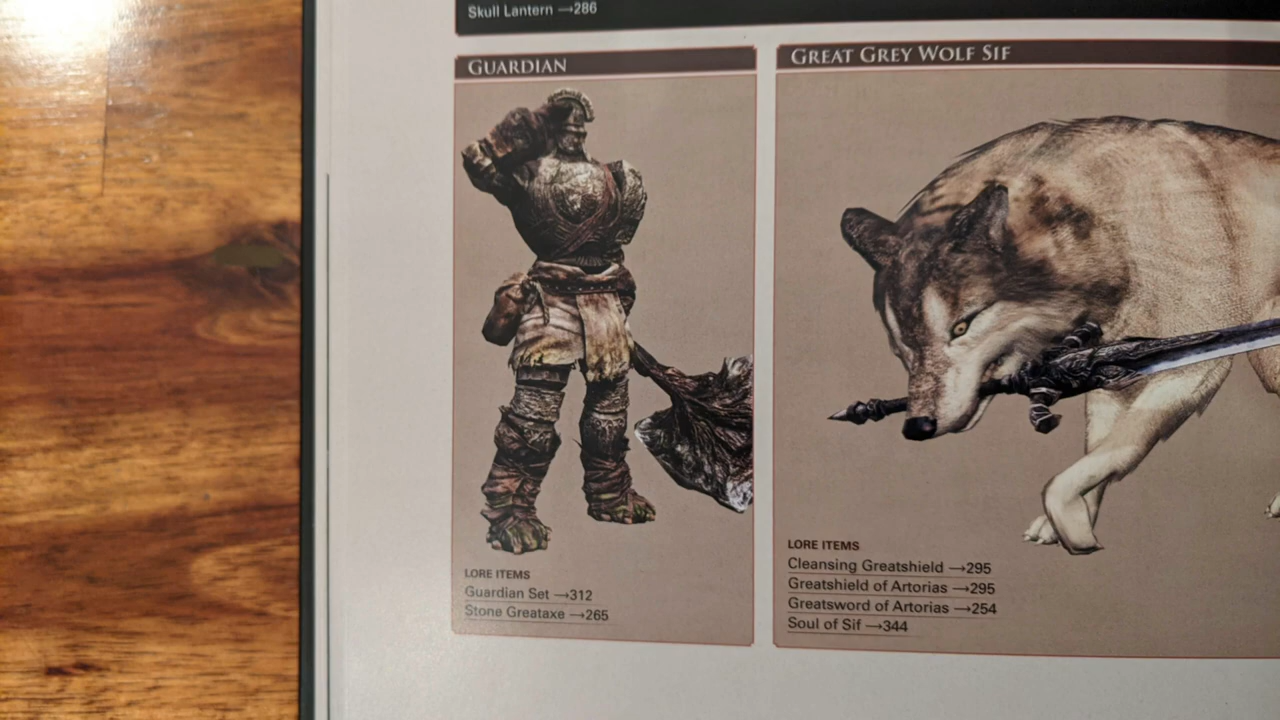 Skull Lantern →286
GUARDIAN
LORE ITEMS
Guardian Set →312
Stone Greataxe →265
GREAT GREY WOLF SIF
LORE ITEMS
Cleansing Greatshield →295
Greatshield of Artorias →295
Greatsword of Artorias →254
Soul of Sif →344